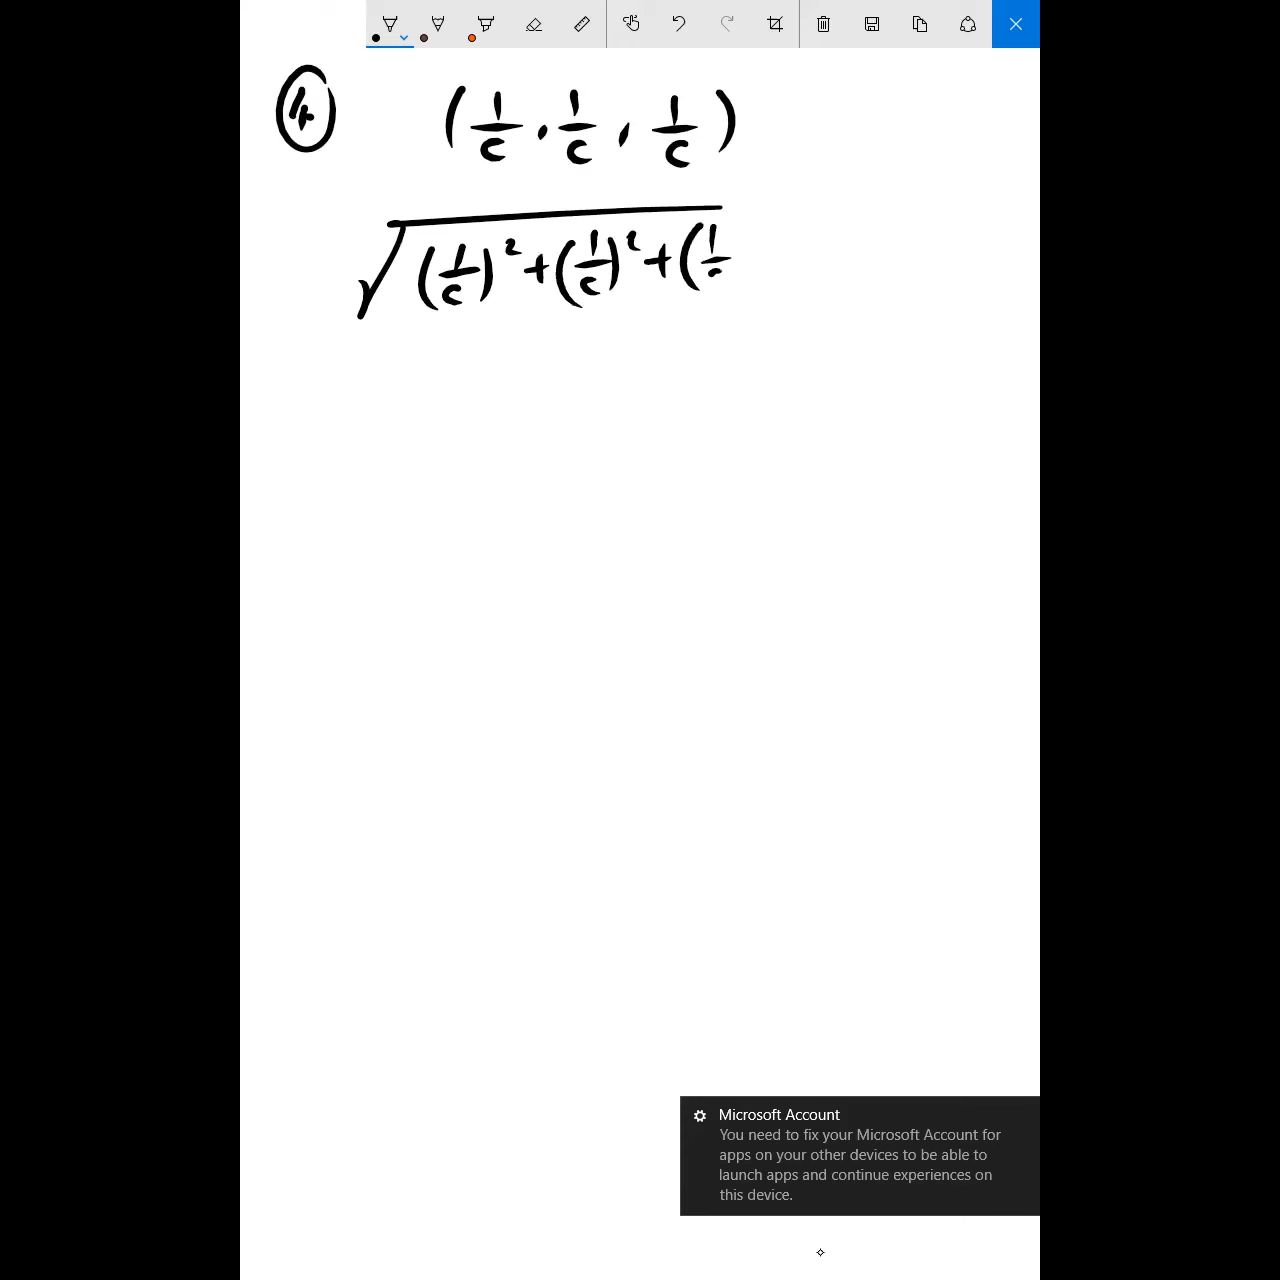 ④ (1/c, 1/c, 1/c)
√(1/c)² + (1/c)² + (1/c
Microsoft Account
You need to fix your Microsoft Account for
apps on your other devices to be able to
launch apps and continue experiences on
this device.